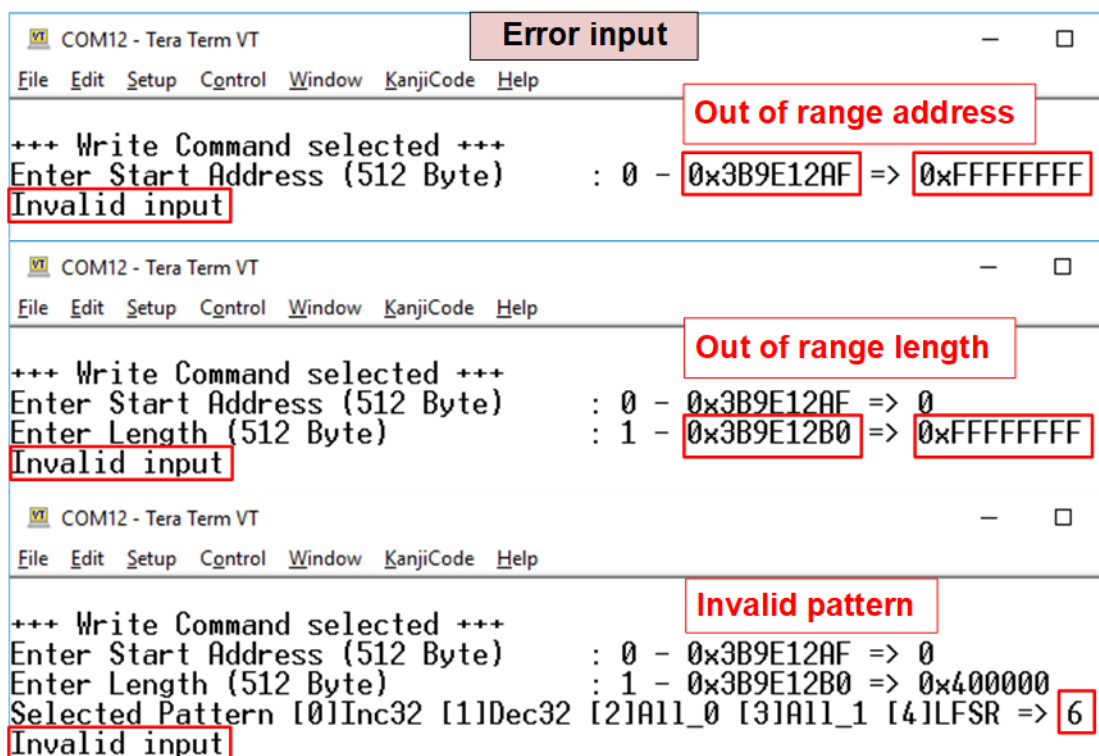 Error input
COM12 - Tera Term VT
File Edit Setup Control Window KanjiCode Help
Out of range address
+++ Write Command selected +++
Enter Start Address (512 Byte) : 0 - 0x3B9E12AF => 0xFFFFFFFF
Invalid input
COM12 - Tera Term VT
File Edit Setup Control Window KanjiCode Help
Out of range length
+++ Write Command selected +++
Enter Start Address (512 Byte) : 0 - 0x3B9E12AF => 0
Enter Length (512 Byte) : 1 - 0x3B9E12B0 => 0xFFFFFFFF
Invalid input
COM12 - Tera Term VT
File Edit Setup Control Window KanjiCode Help
Invalid pattern
+++ Write Command selected +++
Enter Start Address (512 Byte) : 0 - 0x3B9E12AF => 0
Enter Length (512 Byte) : 1 - 0x3B9E12B0 => 0x400000
Selected Pattern [0]Inc32 [1]Dec32 [2]All_0 [3]All_1 [4]LFSR => 6
Invalid input